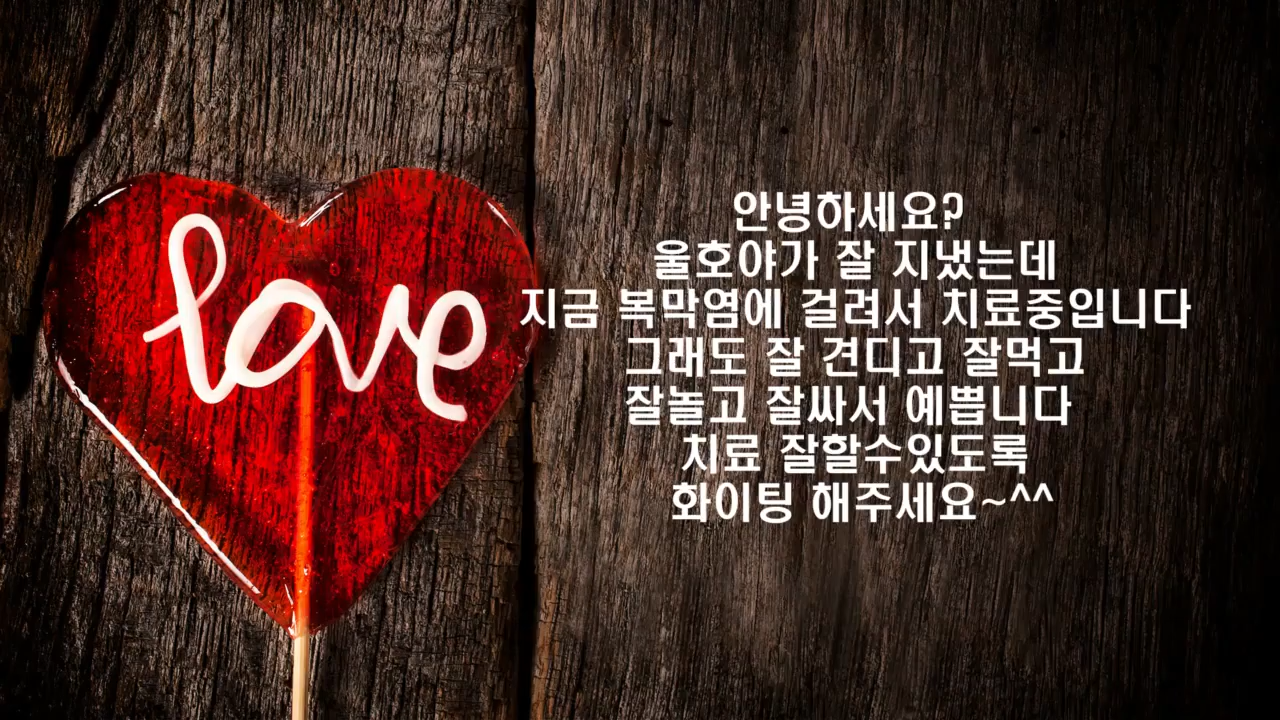 love
안녕하세요?
울호야가 잘 지냈는데
지금 복막염에 걸려서 치료중입니다
그래도 잘 견디고 잘먹고
잘놀고 잘싸서 예쁩니다
치료 잘할수있도록
화이팅 해주세요~^^